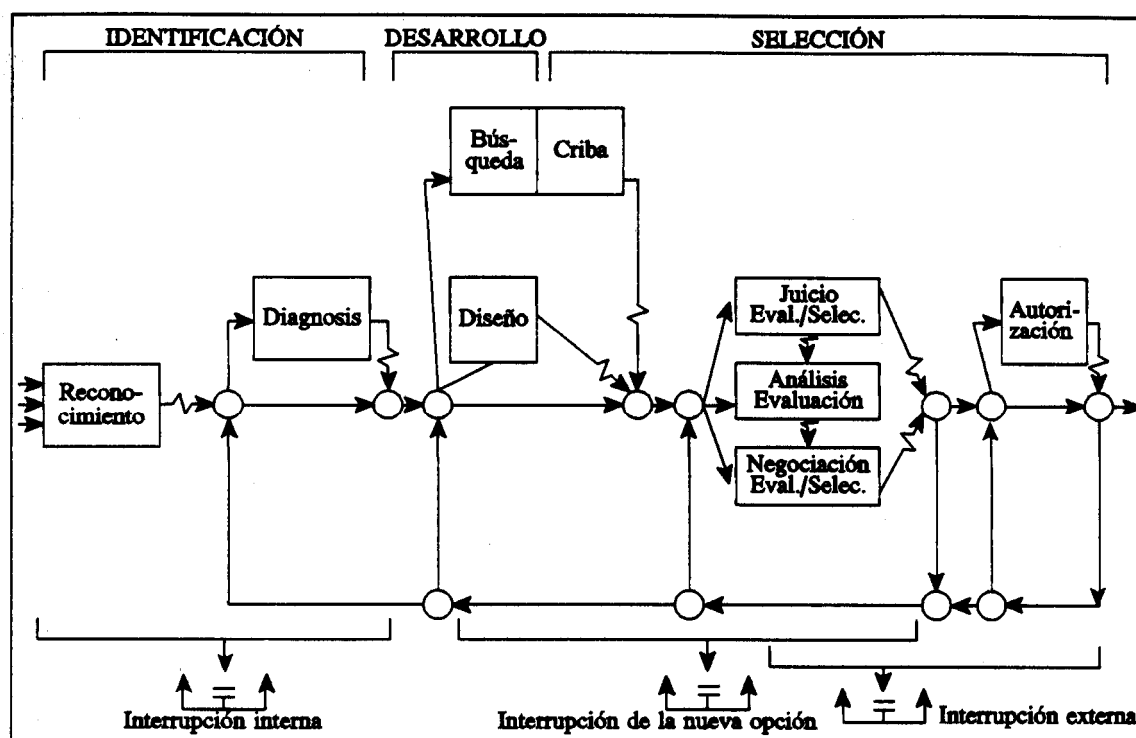 IDENTIFICACIÓN
DESARROLLO
SELECCIÓN
Bús-
queda
Criba
Diagnosis
Diseño
Juicio
Eval./Selec.
Autori-
zación
Recono-
cimiento
Análisis
Evaluación
Negociación
Eval./Selec.
Interrupción interna
Interrupción de la nueva opción
Interrupción externa